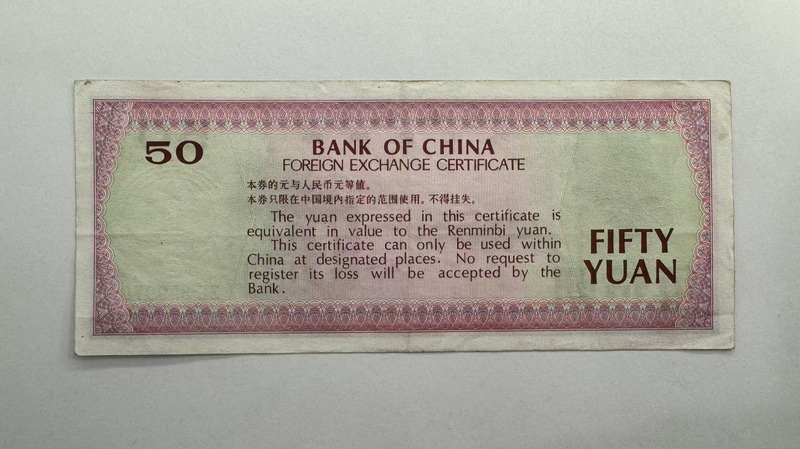 50
BANK OF CHINA
FOREIGN EXCHANGE CERTIFICATE
本券的元与人民币元等值。
本券只限在中国境内指定的范围使用。不得挂失。
The yuan expressed in this certificate is
equivalent in value to the Renminbi yuan.
This certificate can only be used within
China at designated places. No request to
register its loss will be accepted by the
Bank.
FIFTY
YUAN